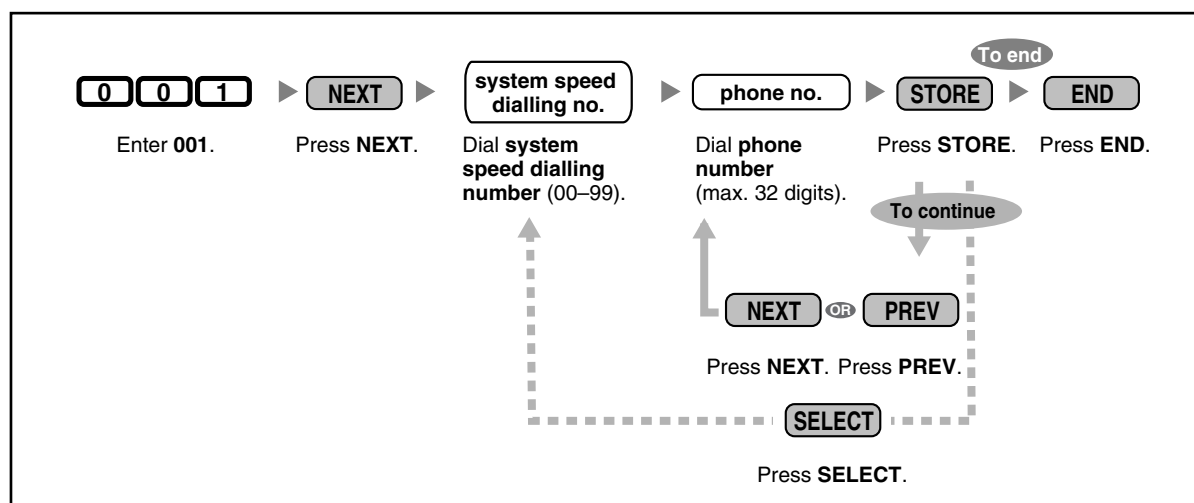 To end
0 0 1 NEXT system speed dialling no. phone no. STORE END
Enter 001. Press NEXT. Dial system speed dialling number (00–99). Dial phone number (max. 32 digits). Press STORE. Press END.
To continue
NEXT OR PREV
Press NEXT. Press PREV.
SELECT
Press SELECT.